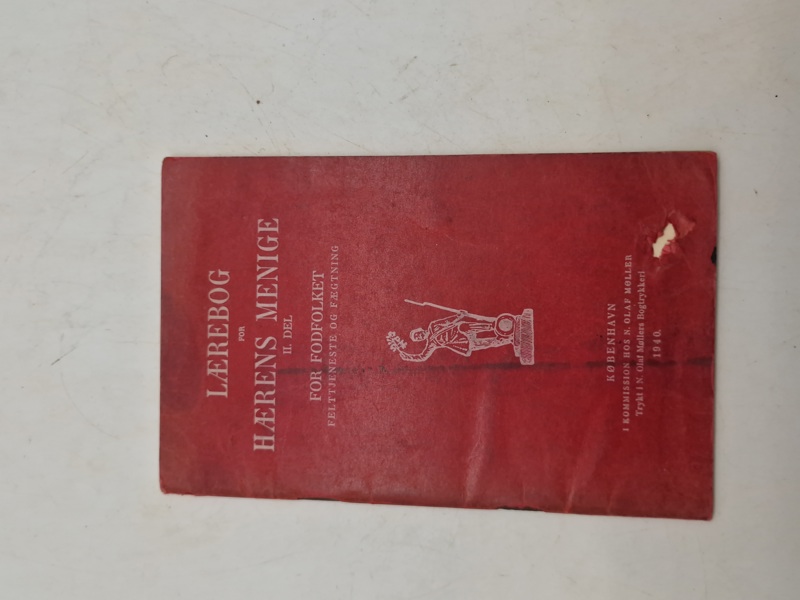 LÆREBOG
FOR
HÆRENS MENIGE
II. DEL
FOR FODFOLKET
FELTTJENESTE OG FÆGTNING
KØBENHAVN
I KOMMISSION HOS N. OLAF MØLLER
Trykt i N. Olaf Møllers Bogtrykkeri
1940.